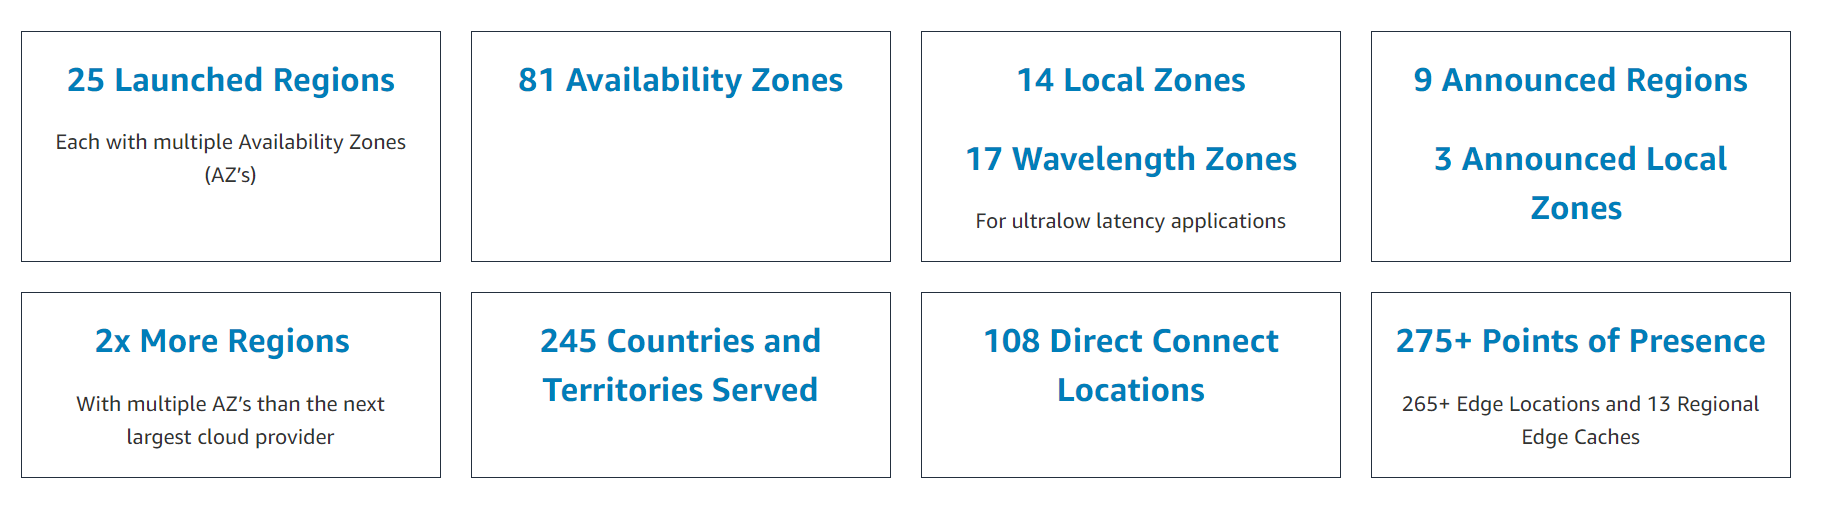 25 Launched Regions
Each with multiple Availability Zones
(AZ’s)
81 Availability Zones
14 Local Zones
17 Wavelength Zones
For ultralow latency applications
9 Announced Regions
3 Announced Local
Zones
2x More Regions
With multiple AZ’s than the next
largest cloud provider
245 Countries and
Territories Served
108 Direct Connect
Locations
275+ Points of Presence
265+ Edge Locations and 13 Regional
Edge Caches